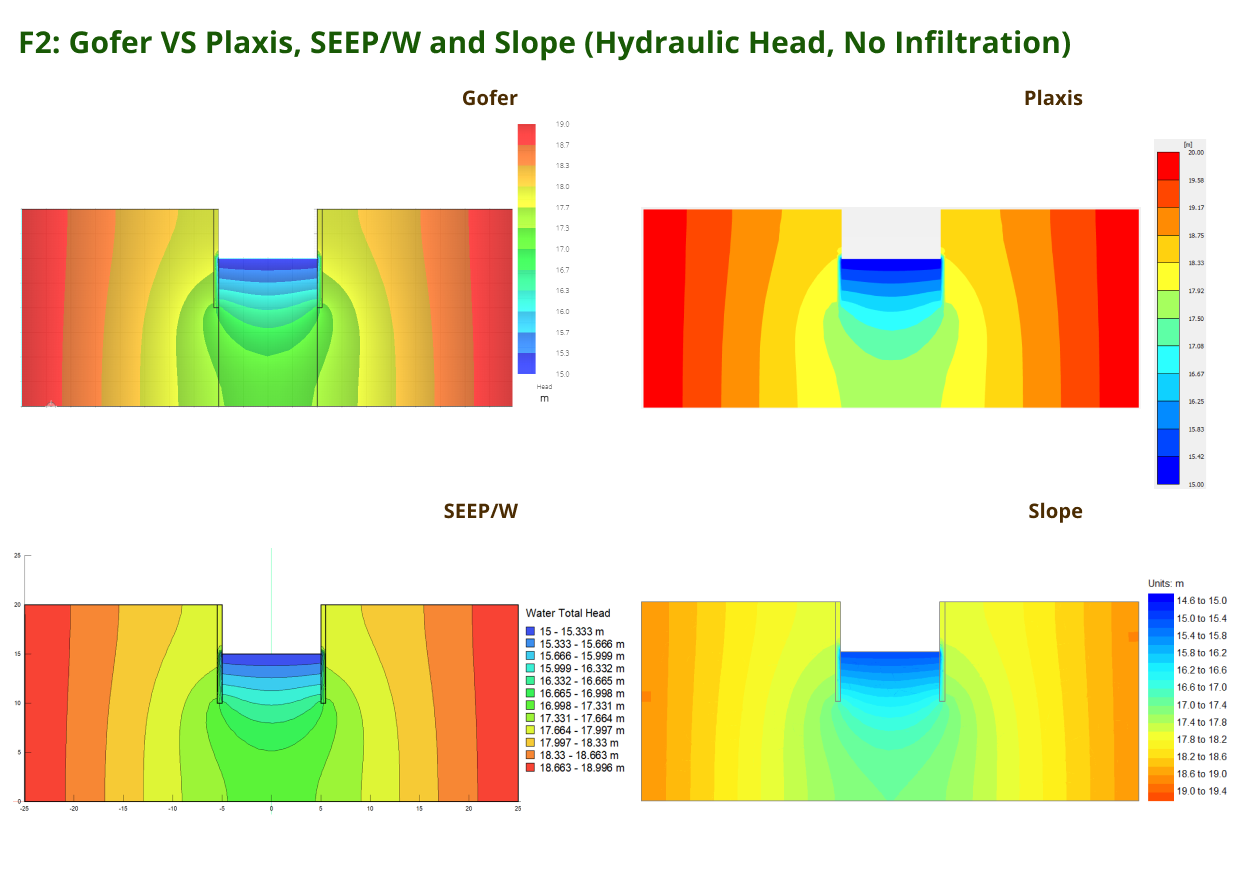 F2: Gofer VS Plaxis, SEEP/W and Slope (Hydraulic Head, No Infiltration)
Gofer
19.0
18.7
18.3
18.0
17.7
17.3
17.0
16.7
16.3
16.0
15.7
15.3
15.0
Head
m
Plaxis
[m]
20.00
19.58
19.17
18.75
18.33
17.92
17.50
17.08
16.67
16.25
15.83
15.42
15.00
SEEP/W
25
20
15
10
5
0
-25 -20 -15 -10 -5 0 5 10 15 20 25
Water Total Head
15 - 15.333 m
15.333 - 15.666 m
15.666 - 15.999 m
15.999 - 16.332 m
16.332 - 16.665 m
16.665 - 16.998 m
16.998 - 17.331 m
17.331 - 17.664 m
17.664 - 17.997 m
17.997 - 18.33 m
18.33 - 18.663 m
18.663 - 18.996 m
Slope
Units: m
14.6 to 15.0
15.0 to 15.4
15.4 to 15.8
15.8 to 16.2
16.2 to 16.6
16.6 to 17.0
17.0 to 17.4
17.4 to 17.8
17.8 to 18.2
18.2 to 18.6
18.6 to 19.0
19.0 to 19.4